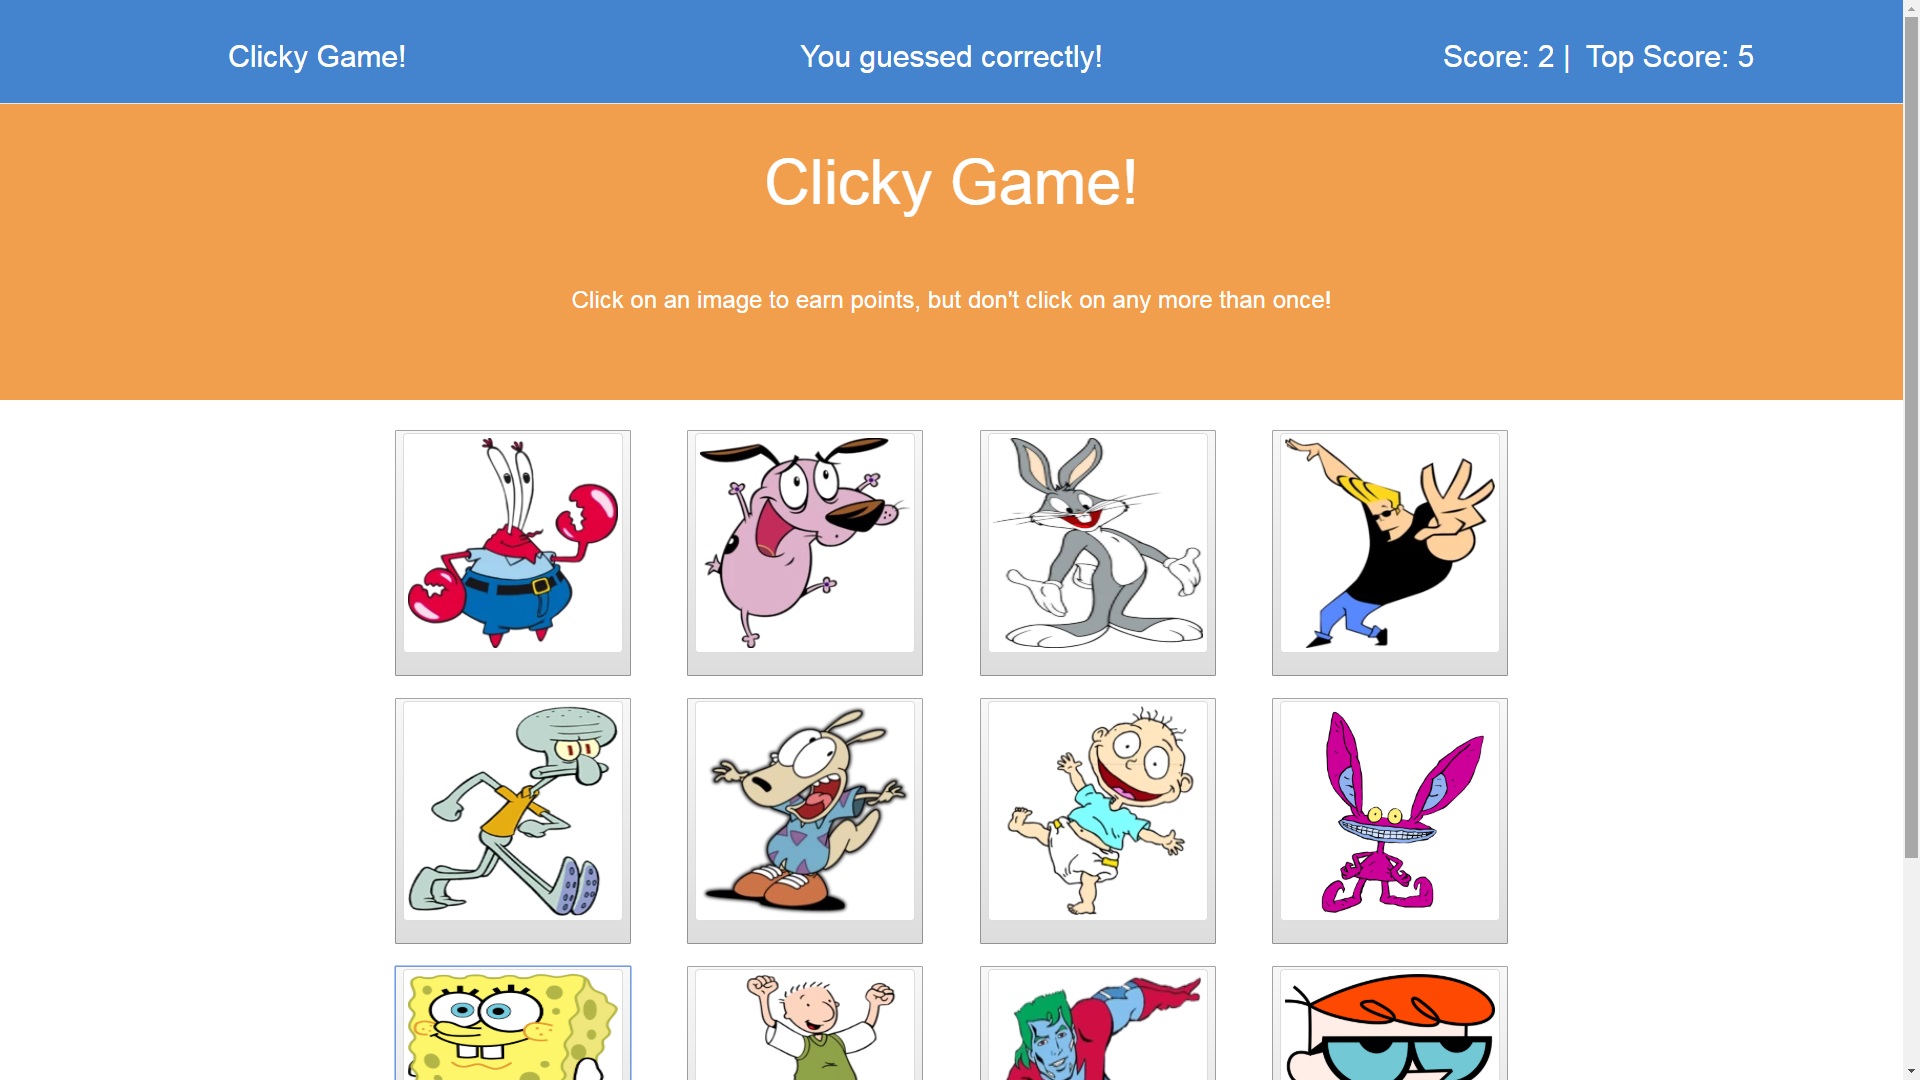 Clicky Game!
You guessed correctly!
Score: 2 | Top Score: 5
Clicky Game!
Click on an image to earn points, but don't click on any more than once!